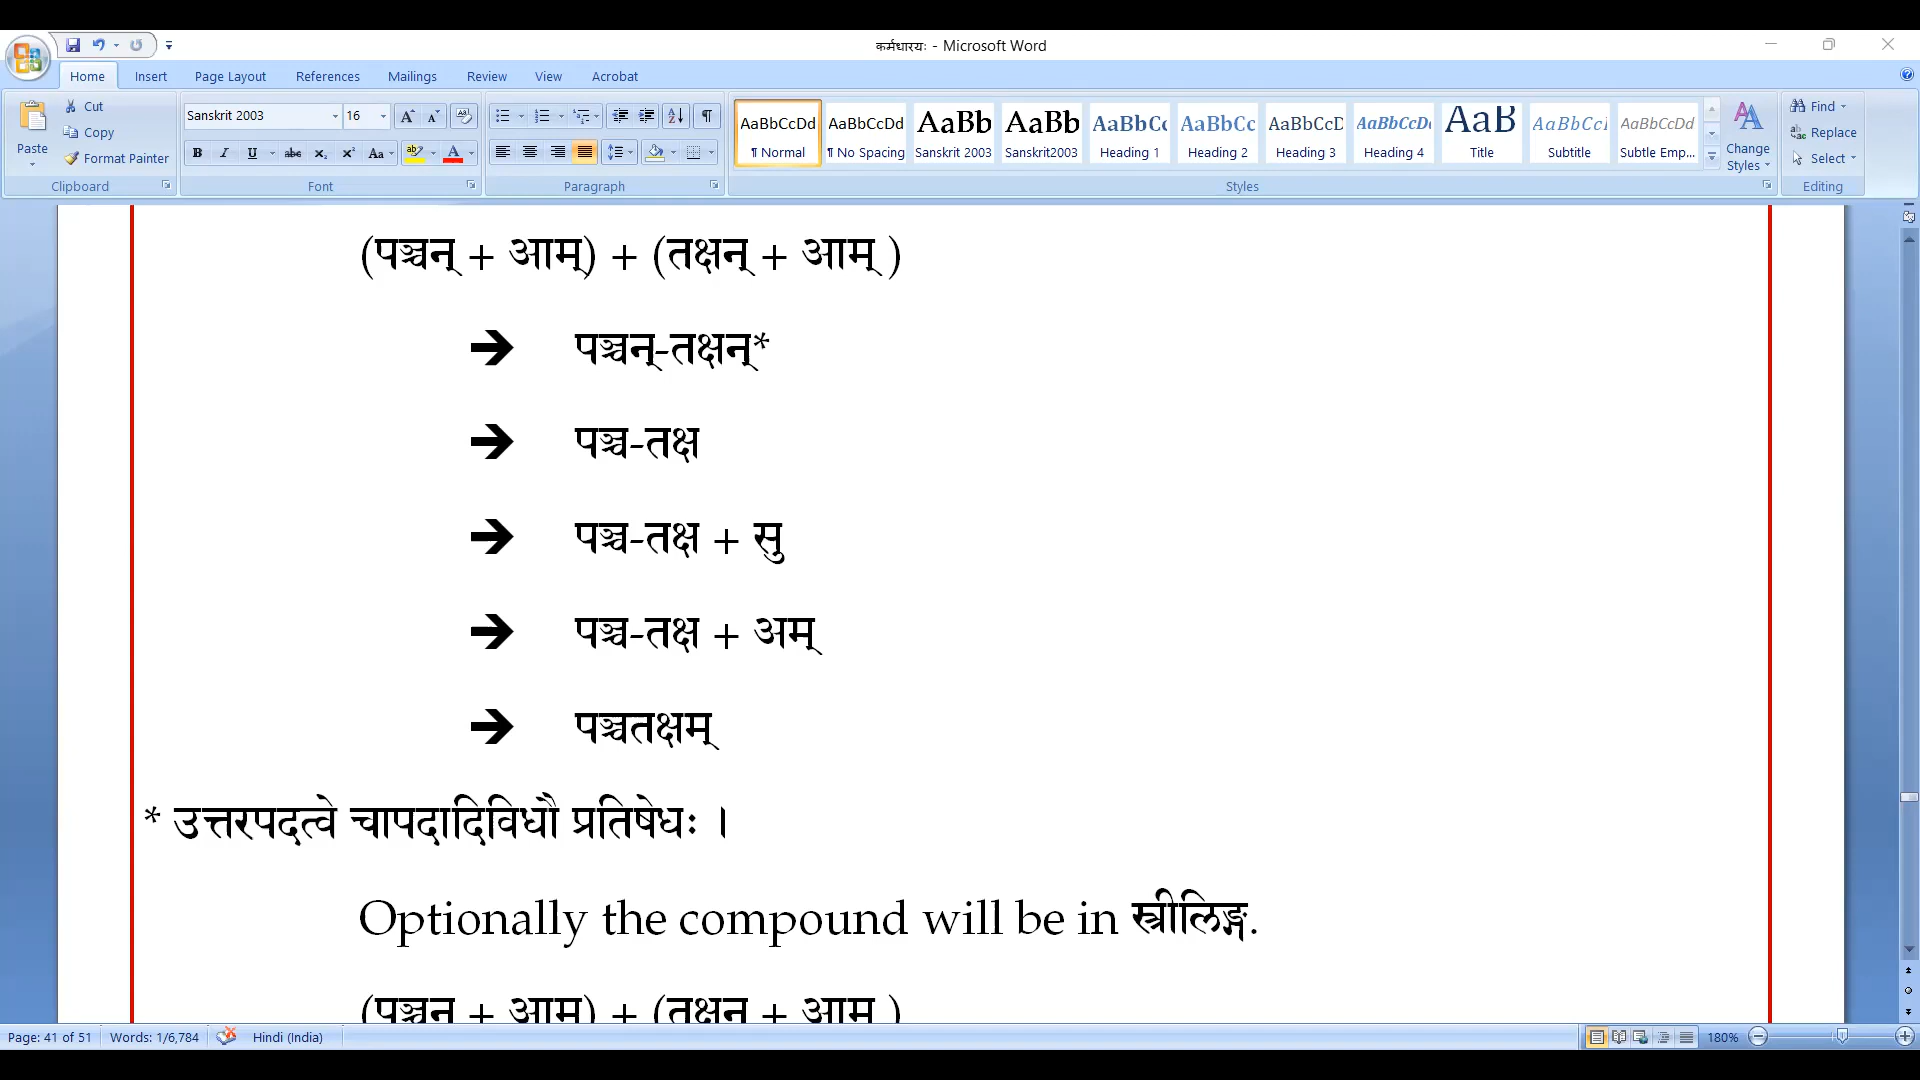 कर्मधारयः - Microsoft Word
Home Insert Page Layout References Mailings Review View Acrobat
Paste Cut Copy Format Painter
Clipboard
Sanskrit 2003 16
Font
Paragraph
AaBbCcDd AaBbCcDd AaBb AaBb AaBbCc AaBbCc AaBbCcD AaBbCcDc AaB AaBbCcI AaBbCcDd
¶ Normal ¶ No Spacing Sanskrit 2003 Sanskrit2003 Heading 1 Heading 2 Heading 3 Heading 4 Title Subtitle Subtle Emp...
Change Styles
Styles
Find
Replace
Select
Editing
(पञ्चन् + आम्) + (तक्षन् + आम् )
➔ पञ्चन्-तक्षन्*
➔ पञ्च-तक्ष
➔ पञ्च-तक्ष + सु
➔ पञ्च-तक्ष + अम्
➔ पञ्चतक्षम्
* उत्तरपदत्वे चापदादिविधौ प्रतिषेधः ।
Optionally the compound will be in स्त्रीलिङ्ग.
(पञ्चन् + आम्) + (तक्षन् + आम् )
Page: 41 of 51 Words: 1/6,784 Hindi (India) 180%